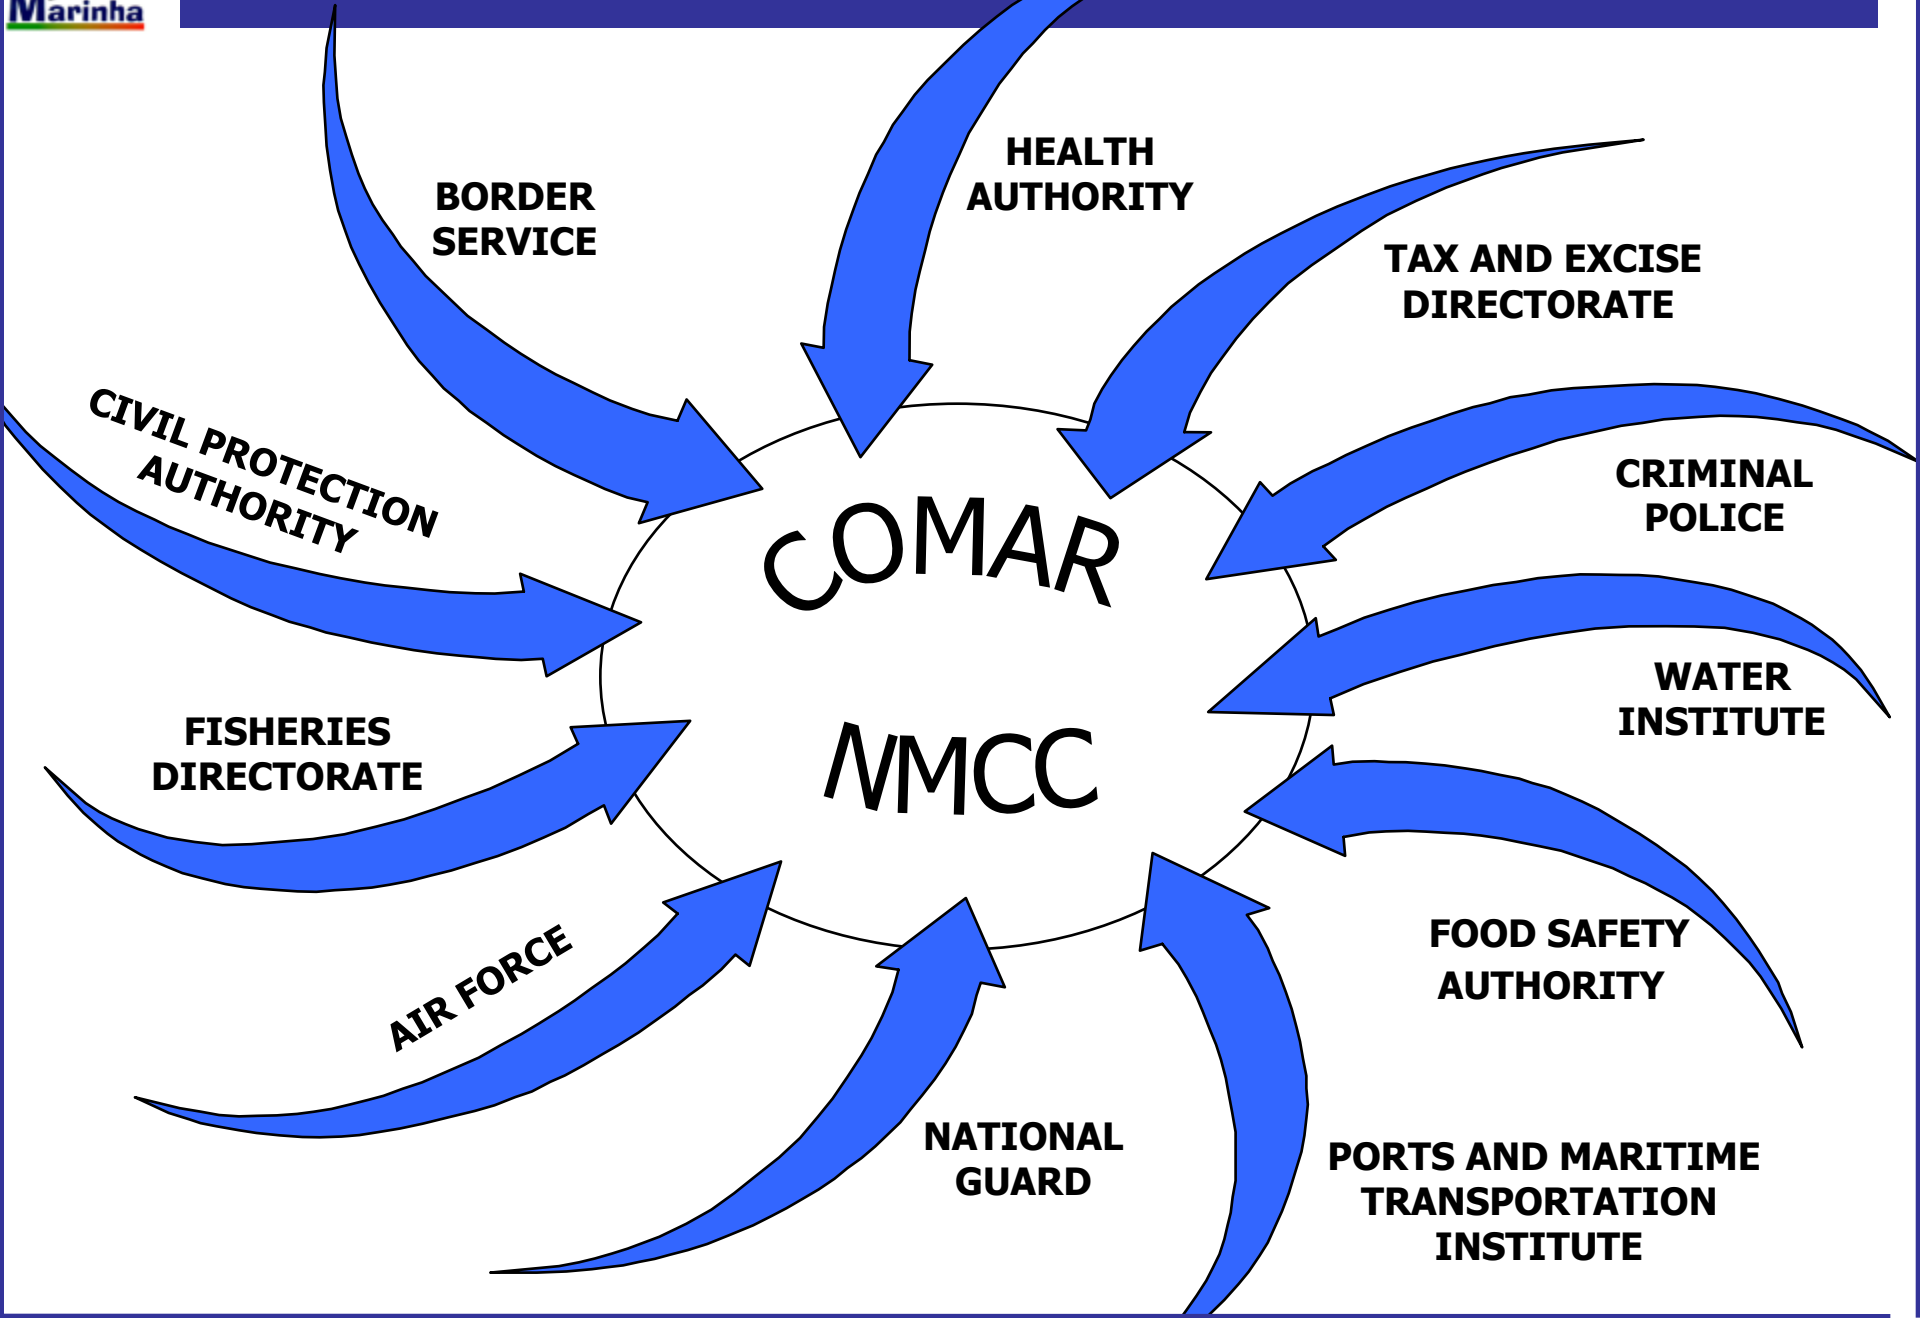 Marinha
HEALTH
AUTHORITY
BORDER
SERVICE
TAX AND EXCISE
DIRECTORATE
CIVIL PROTECTION
AUTHORITY
CRIMINAL
POLICE
COMAR
WATER
INSTITUTE
FISHERIES
DIRECTORATE
NMCC
FOOD SAFETY
AUTHORITY
AIR FORCE
NATIONAL
GUARD
PORTS AND MARITIME
TRANSPORTATION
INSTITUTE